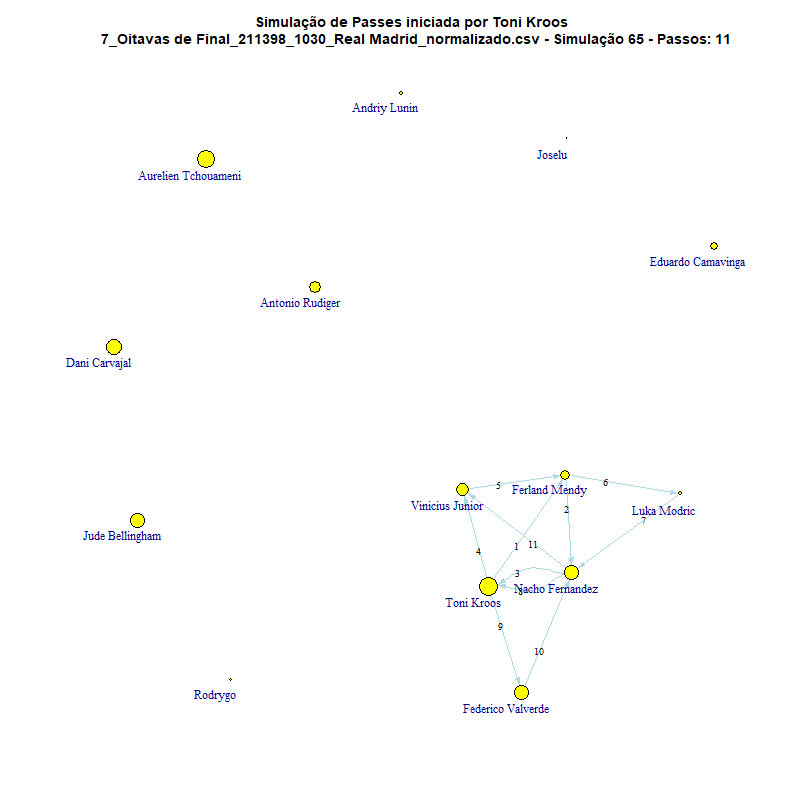 Simulação de Passes iniciada por Toni Kroos
7_Oitavas de Final_211398_1030_Real Madrid_normalizado.csv - Simulação 65 - Passos: 11
Andriy Lunin
Joselu
Aurelien Tchouameni
Eduardo Camavinga
Antonio Rudiger
Dani Carvajal
5
6
Ferland Mendy
Vinicius Junior
2
Luka Modric
7
Jude Bellingham
4
1
11
3
Nacho Fernandez
8
Toni Kroos
9
10
Rodrygo
Federico Valverde